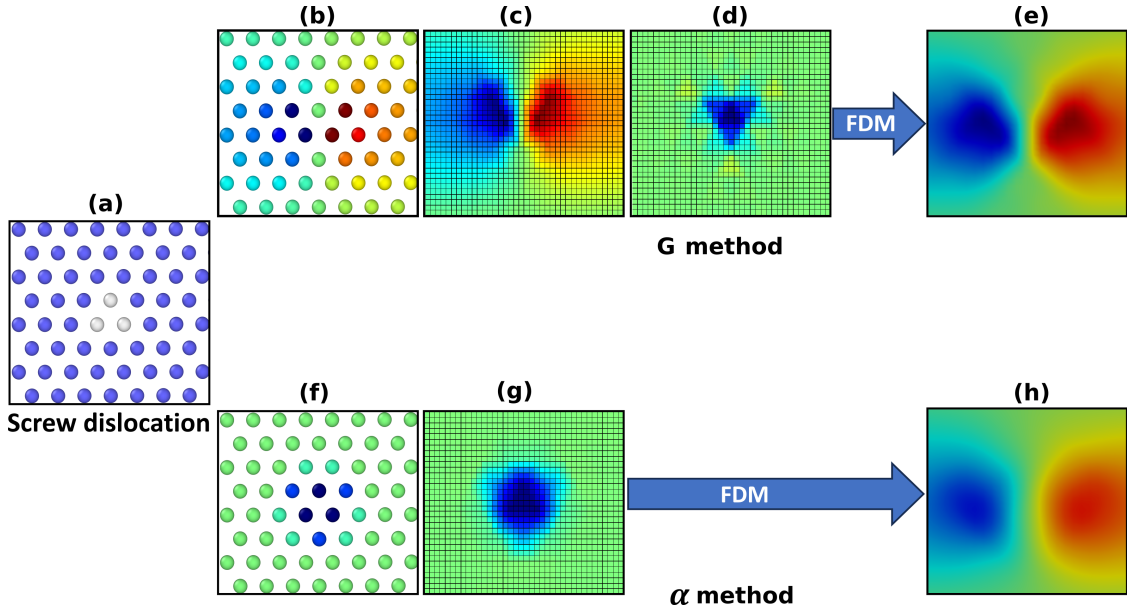 (b) (c) (d) (e)
FDM
(a)
G method
(f) (g) (h)
Screw dislocation
FDM
α method